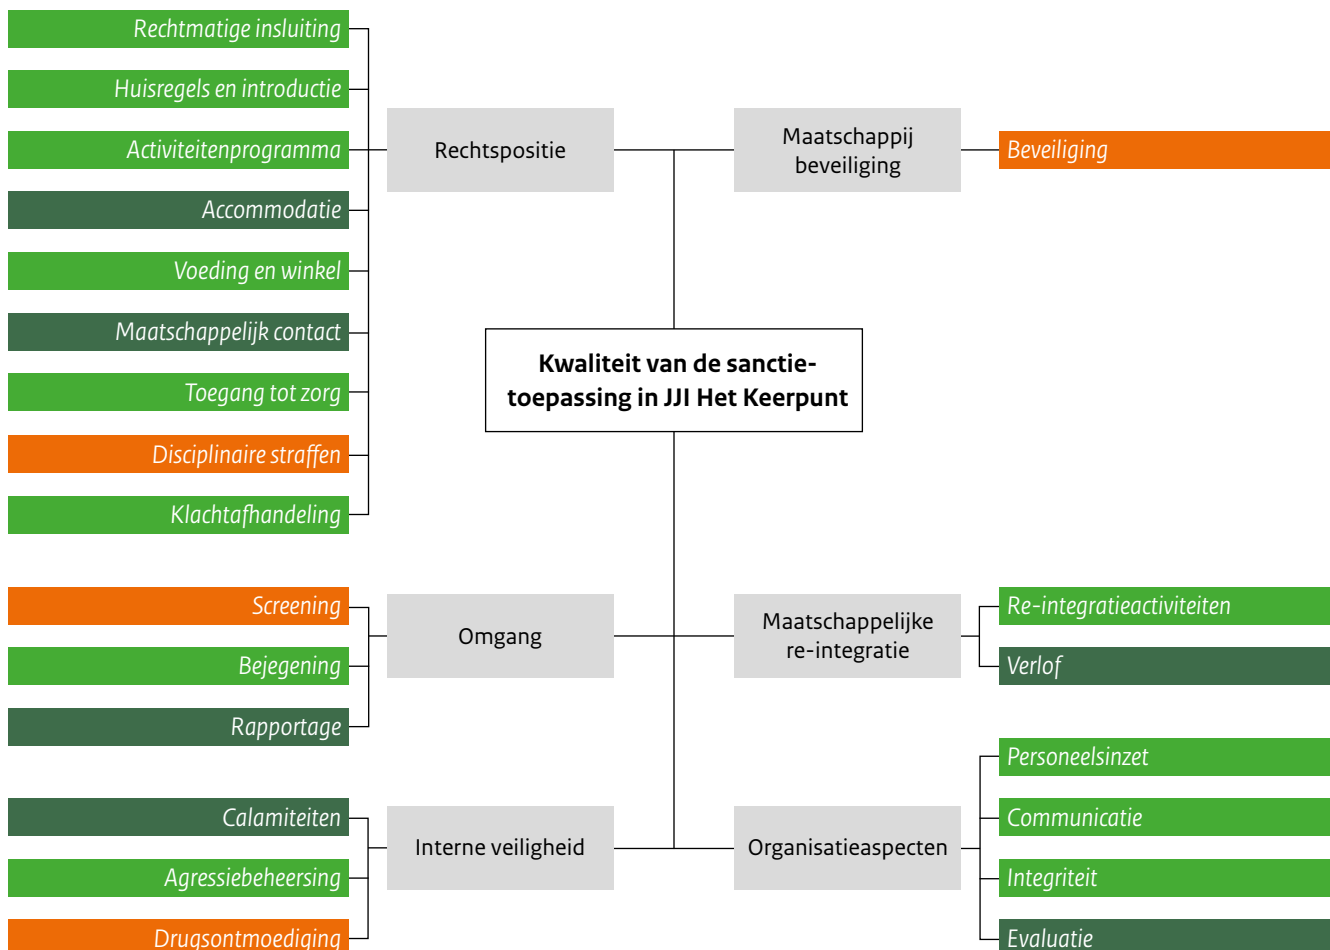 Rechtmatige insluiting
Huisregels en introductie
Activiteitenprogramma
Accommodatie
Voeding en winkel
Maatschappelijk contact
Toegang tot zorg
Disciplinaire straffen
Klachtafhandeling
Rechtspositie
Maatschappij
beveiliging
Beveiliging
Kwaliteit van de sanctie-
toepassing in JJI Het Keerpunt
Screening
Bejegening
Rapportage
Omgang
Maatschappelijke
re-integratie
Re-integratieactiviteiten
Verlof
Calamiteiten
Agressiebeheersing
Drugsontmoediging
Interne veiligheid
Organisatieaspecten
Personeelsinzet
Communicatie
Integriteit
Evaluatie